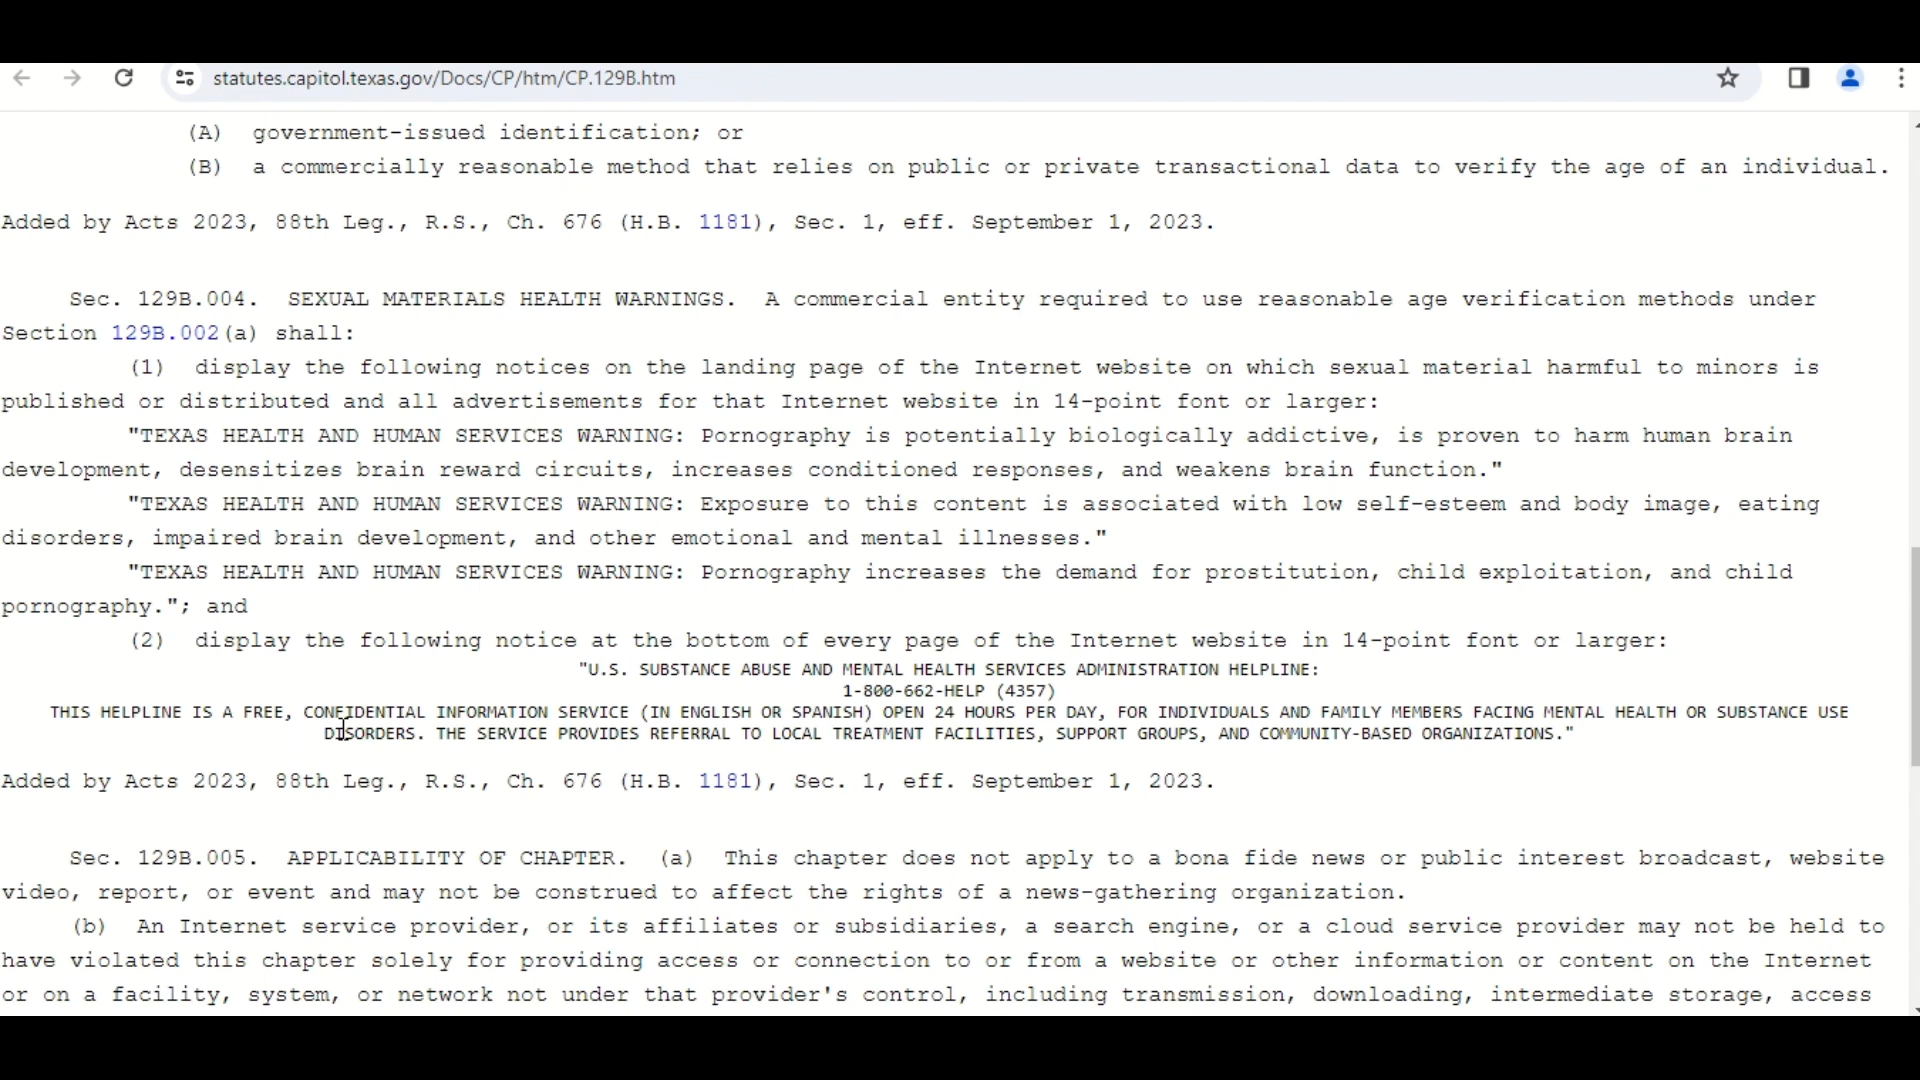 statutes.capitol.texas.gov/Docs/CP/htm/CP.129B.htm
(A) government-issued identification; or
(B) a commercially reasonable method that relies on public or private transactional data to verify the age of an individual.
Added by Acts 2023, 88th Leg., R.S., Ch. 676 (H.B. 1181), Sec. 1, eff. September 1, 2023.
Sec. 129B.004. SEXUAL MATERIALS HEALTH WARNINGS. A commercial entity required to use reasonable age verification methods under
Section 129B.002(a) shall:
(1) display the following notices on the landing page of the Internet website on which sexual material harmful to minors is
published or distributed and all advertisements for that Internet website in 14-point font or larger:
"TEXAS HEALTH AND HUMAN SERVICES WARNING: Pornography is potentially biologically addictive, is proven to harm human brain
development, desensitizes brain reward circuits, increases conditioned responses, and weakens brain function."
"TEXAS HEALTH AND HUMAN SERVICES WARNING: Exposure to this content is associated with low self-esteem and body image, eating
disorders, impaired brain development, and other emotional and mental illnesses."
"TEXAS HEALTH AND HUMAN SERVICES WARNING: Pornography increases the demand for prostitution, child exploitation, and child
pornography."; and
(2) display the following notice at the bottom of every page of the Internet website in 14-point font or larger:
"U.S. SUBSTANCE ABUSE AND MENTAL HEALTH SERVICES ADMINISTRATION HELPLINE:
1-800-662-HELP (4357)
THIS HELPLINE IS A FREE, CONFIDENTIAL INFORMATION SERVICE (IN ENGLISH OR SPANISH) OPEN 24 HOURS PER DAY, FOR INDIVIDUALS AND FAMILY MEMBERS FACING MENTAL HEALTH OR SUBSTANCE USE
DISORDERS. THE SERVICE PROVIDES REFERRAL TO LOCAL TREATMENT FACILITIES, SUPPORT GROUPS, AND COMMUNITY-BASED ORGANIZATIONS."
Added by Acts 2023, 88th Leg., R.S., Ch. 676 (H.B. 1181), Sec. 1, eff. September 1, 2023.
Sec. 129B.005. APPLICABILITY OF CHAPTER. (a) This chapter does not apply to a bona fide news or public interest broadcast, website
video, report, or event and may not be construed to affect the rights of a news-gathering organization.
(b) An Internet service provider, or its affiliates or subsidiaries, a search engine, or a cloud service provider may not be held to
have violated this chapter solely for providing access or connection to or from a website or other information or content on the Internet
or on a facility, system, or network not under that provider's control, including transmission, downloading, intermediate storage, access